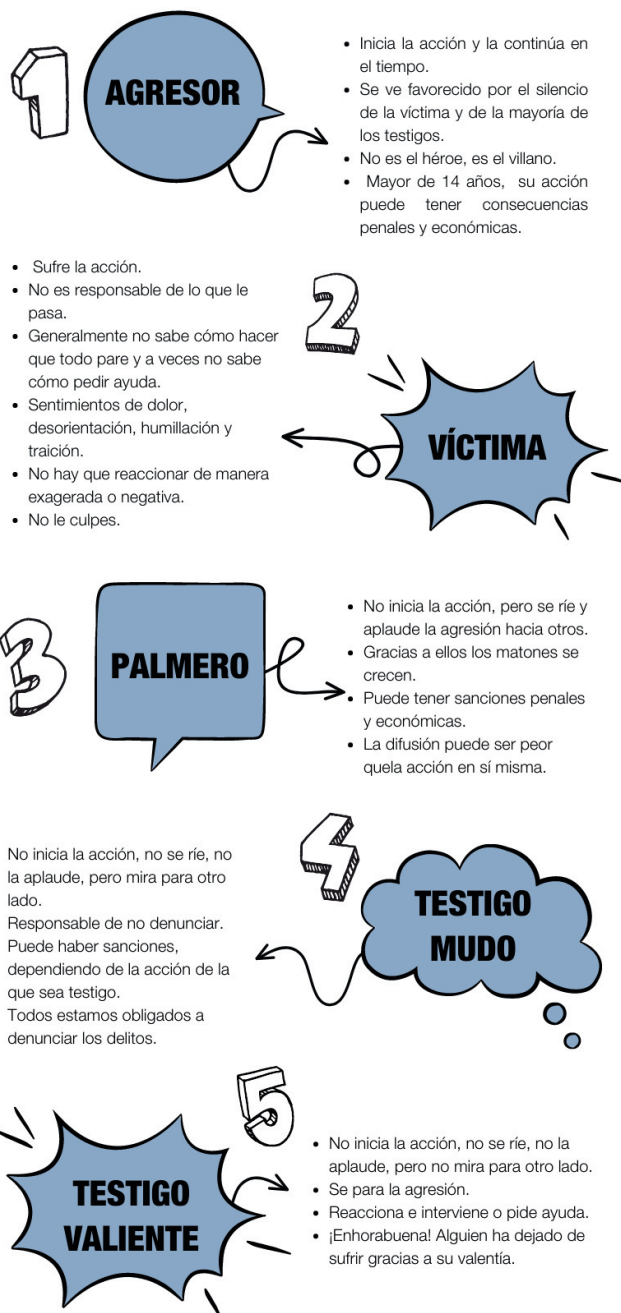 1
AGRESOR
• Inicia la acción y la continúa en
el tiempo.
• Se ve favorecido por el silencio
de la víctima y de la mayoría de
los testigos.
• No es el héroe, es el villano.
• Mayor de 14 años, su acción
puede tener consecuencias
penales y económicas.
2
VÍCTIMA
• Sufre la acción.
• No es responsable de lo que le
pasa.
• Generalmente no sabe cómo hacer
que todo pare y a veces no sabe
cómo pedir ayuda.
• Sentimientos de dolor,
desorientación, humillación y
traición.
• No hay que reaccionar de manera
exagerada o negativa.
• No le culpes.
3
PALMERO
• No inicia la acción, pero se ríe y
aplaude la agresión hacia otros.
• Gracias a ellos los matones se
crecen.
• Puede tener sanciones penales
y económicas.
• La difusión puede ser peor
quela acción en sí misma.
4
TESTIGO
MUDO
No inicia la acción, no se ríe, no
la aplaude, pero mira para otro
lado.
Responsable de no denunciar.
Puede haber sanciones,
dependiendo de la acción de la
que sea testigo.
Todos estamos obligados a
denunciar los delitos.
5
TESTIGO
VALIENTE
• No inicia la acción, no se ríe, no la
aplaude, pero no mira para otro lado.
• Se para la agresión.
• Reacciona e interviene o pide ayuda.
• ¡Enhorabuena! Alguien ha dejado de
sufrir gracias a su valentía.